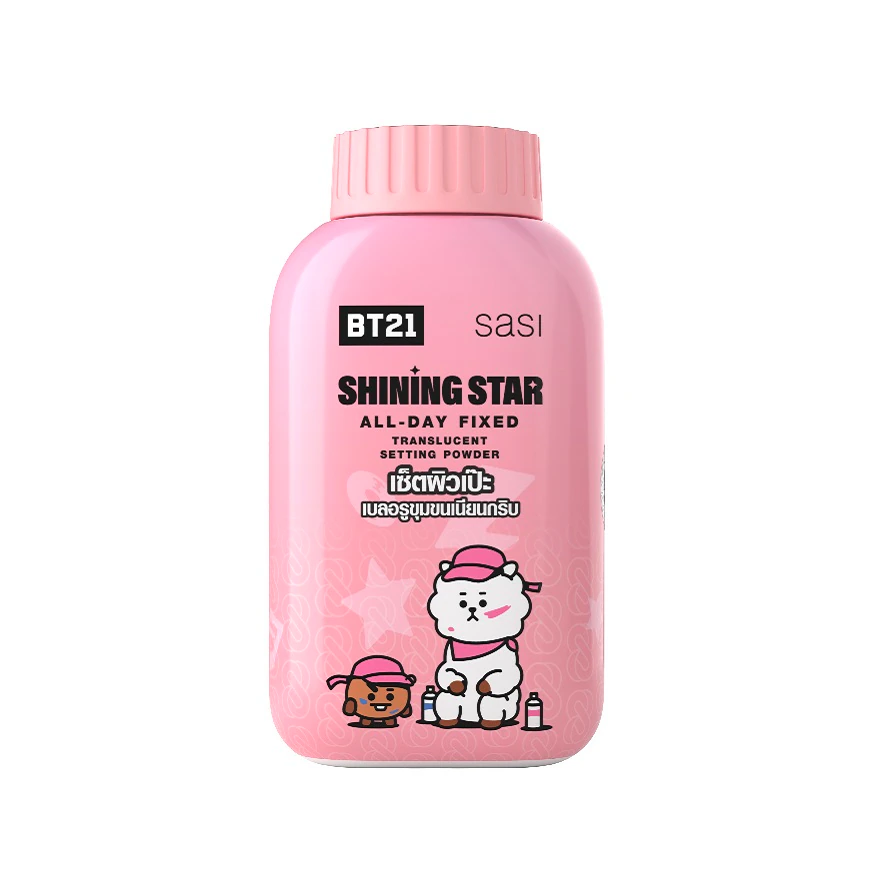 BT21 sasi
SHINING STAR
ALL-DAY FIXED
TRANSLUCENT
SETTING POWDER
เซ็ตผิวเป๊ะ
เบลอรูขุมขนเนียนกริบ